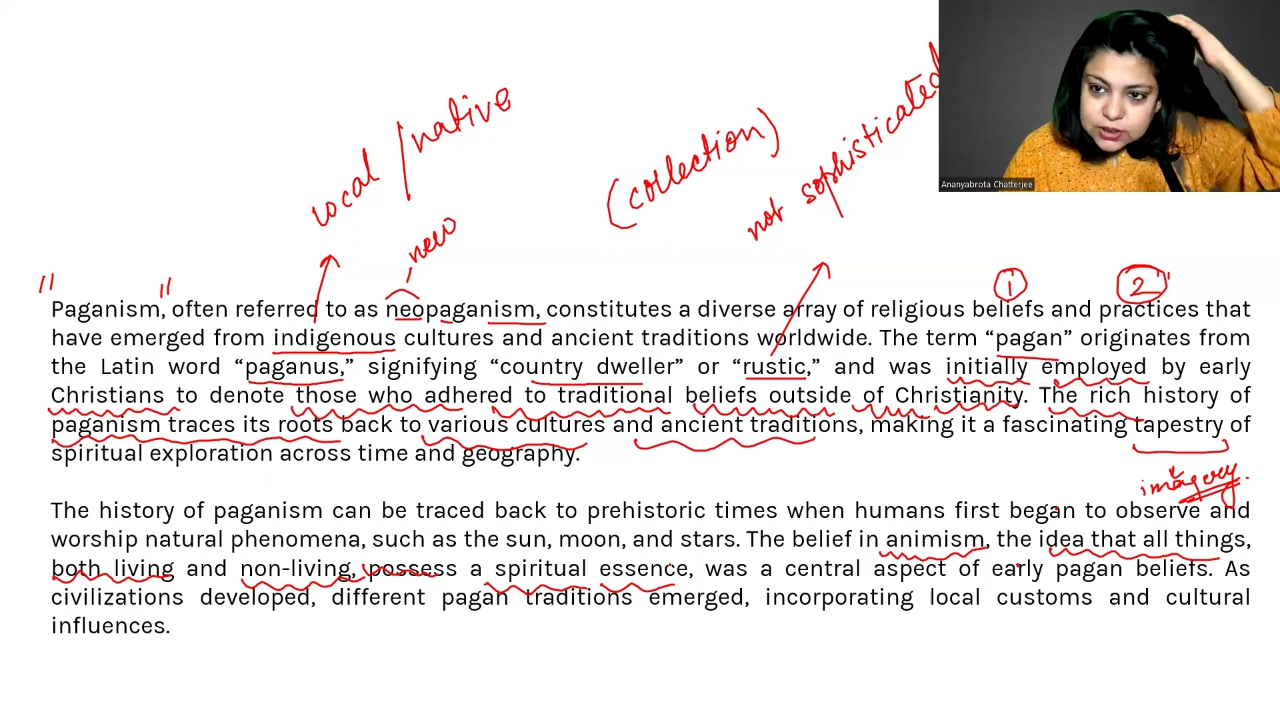 local / native
(collection)
not sophisticated
Ananyabrota Chatterjee
new
" " 1 2
Paganism, often referred to as neopaganism, constitutes a diverse array of religious beliefs and practices that
have emerged from indigenous cultures and ancient traditions worldwide. The term “pagan” originates from
the Latin word “paganus,” signifying “country dweller” or “rustic,” and was initially employed by early
Christians to denote those who adhered to traditional beliefs outside of Christianity. The rich history of
paganism traces its roots back to various cultures and ancient traditions, making it a fascinating tapestry of
spiritual exploration across time and geography.
imagery.
The history of paganism can be traced back to prehistoric times when humans first began to observe and
worship natural phenomena, such as the sun, moon, and stars. The belief in animism, the idea that all things,
both living and non-living, possess a spiritual essence, was a central aspect of early pagan beliefs. As
civilizations developed, different pagan traditions emerged, incorporating local customs and cultural
influences.